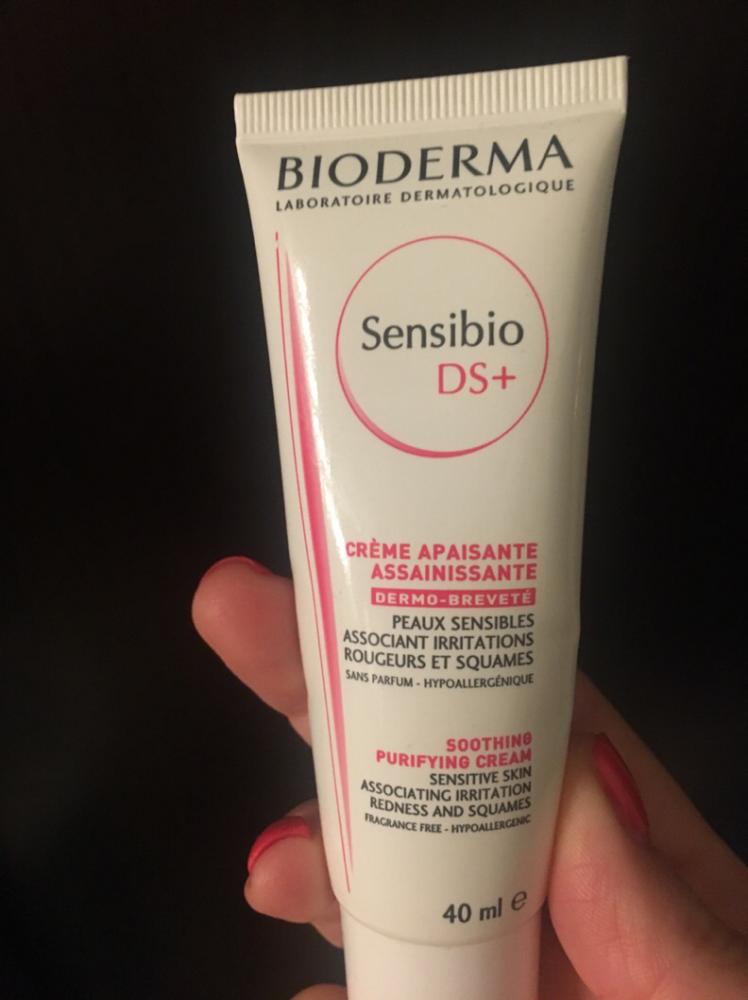 BIODERMA
LABORATOIRE DERMATOLOGIQUE
Sensibio
DS+
CRÈME APAISANTE
ASSAINISSANTE
DERMO-BREVETÉ
PEAUX SENSIBLES
ASSOCIANT IRRITATIONS
ROUGEURS ET SQUAMES
SANS PARFUM - HYPOALLERGÉNIQUE
SOOTHING
PURIFYING CREAM
SENSITIVE SKIN
ASSOCIATING IRRITATION
REDNESS AND SQUAMES
FRAGRANCE FREE - HYPOALLERGENIC
40 ml ℮